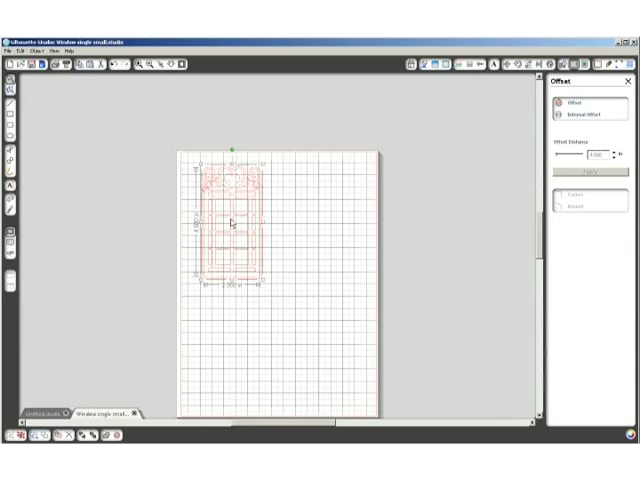 Silhouette Studio: Window single small.studio
File Edit Object View Help
Offset
Offset
Internal Offset
Offset Distance
Apply
Corner
Round
Untitled.studio
Window single small...